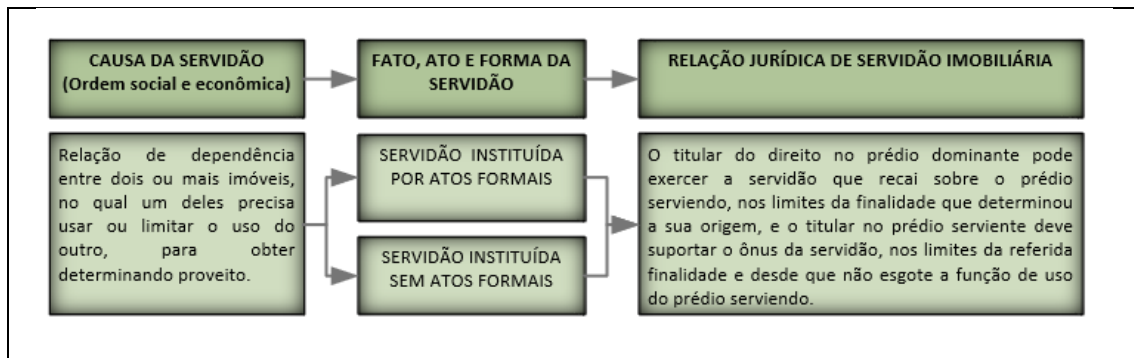 CAUSA DA SERVIDÃO
(Ordem social e econômica)
FATO, ATO E FORMA DA
SERVIDÃO
RELAÇÃO JURÍDICA DE SERVIDÃO IMOBILIÁRIA
Relação de dependência
entre dois ou mais imóveis,
no qual um deles precisa
usar ou limitar o uso do
outro, para obter
determinando proveito.
SERVIDÃO INSTITUÍDA
POR ATOS FORMAIS
SERVIDÃO INSTITUÍDA
SEM ATOS FORMAIS
O titular do direito no prédio dominante pode
exercer a servidão que recai sobre o prédio
serviendo, nos limites da finalidade que determinou
a sua origem, e o titular no prédio serviente deve
suportar o ônus da servidão, nos limites da referida
finalidade e desde que não esgote a função de uso
do prédio serviendo.